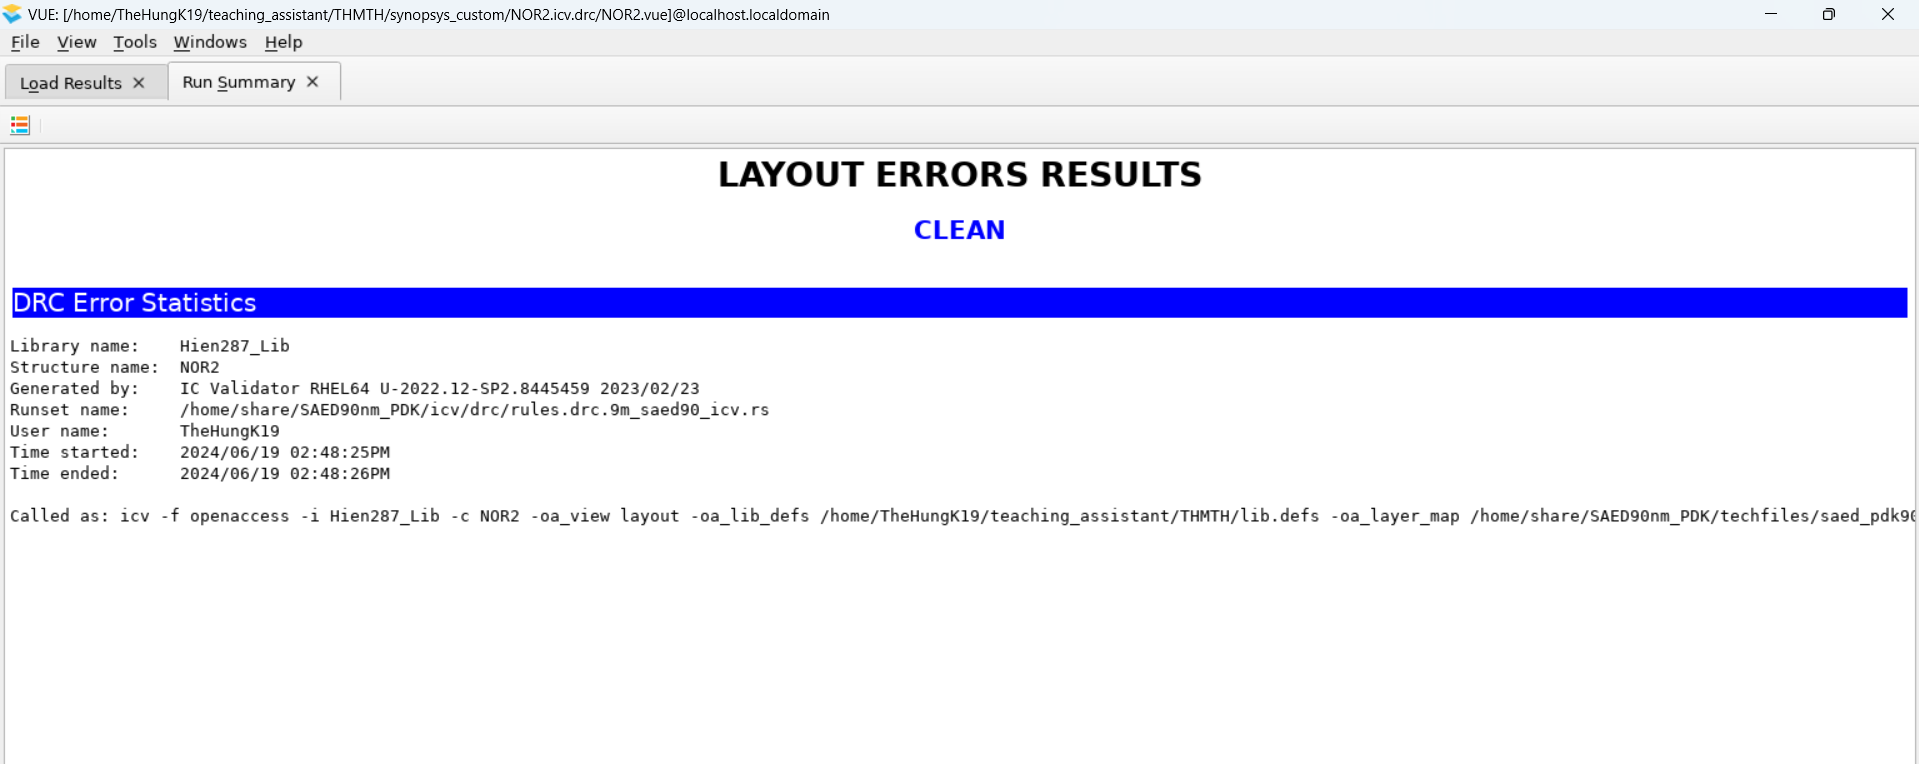 VUE: [/home/TheHungK19/teaching_assistant/THMTH/synopsys_custom/NOR2.icv.drc/NOR2.vue]@localhost.localdomain
File View Tools Windows Help
Load Results Run Summary
LAYOUT ERRORS RESULTS
CLEAN
DRC Error Statistics
Library name: Hien287_Lib
Structure name: NOR2
Generated by: IC Validator RHEL64 U-2022.12-SP2.8445459 2023/02/23
Runset name: /home/share/SAED90nm_PDK/icv/drc/rules.drc.9m_saed90_icv.rs
User name: TheHungK19
Time started: 2024/06/19 02:48:25PM
Time ended: 2024/06/19 02:48:26PM
Called as: icv -f openaccess -i Hien287_Lib -c NOR2 -oa_view layout -oa_lib_defs /home/TheHungK19/teaching_assistant/THMTH/lib.defs -oa_layer_map /home/share/SAED90nm_PDK/techfiles/saed_pdk90